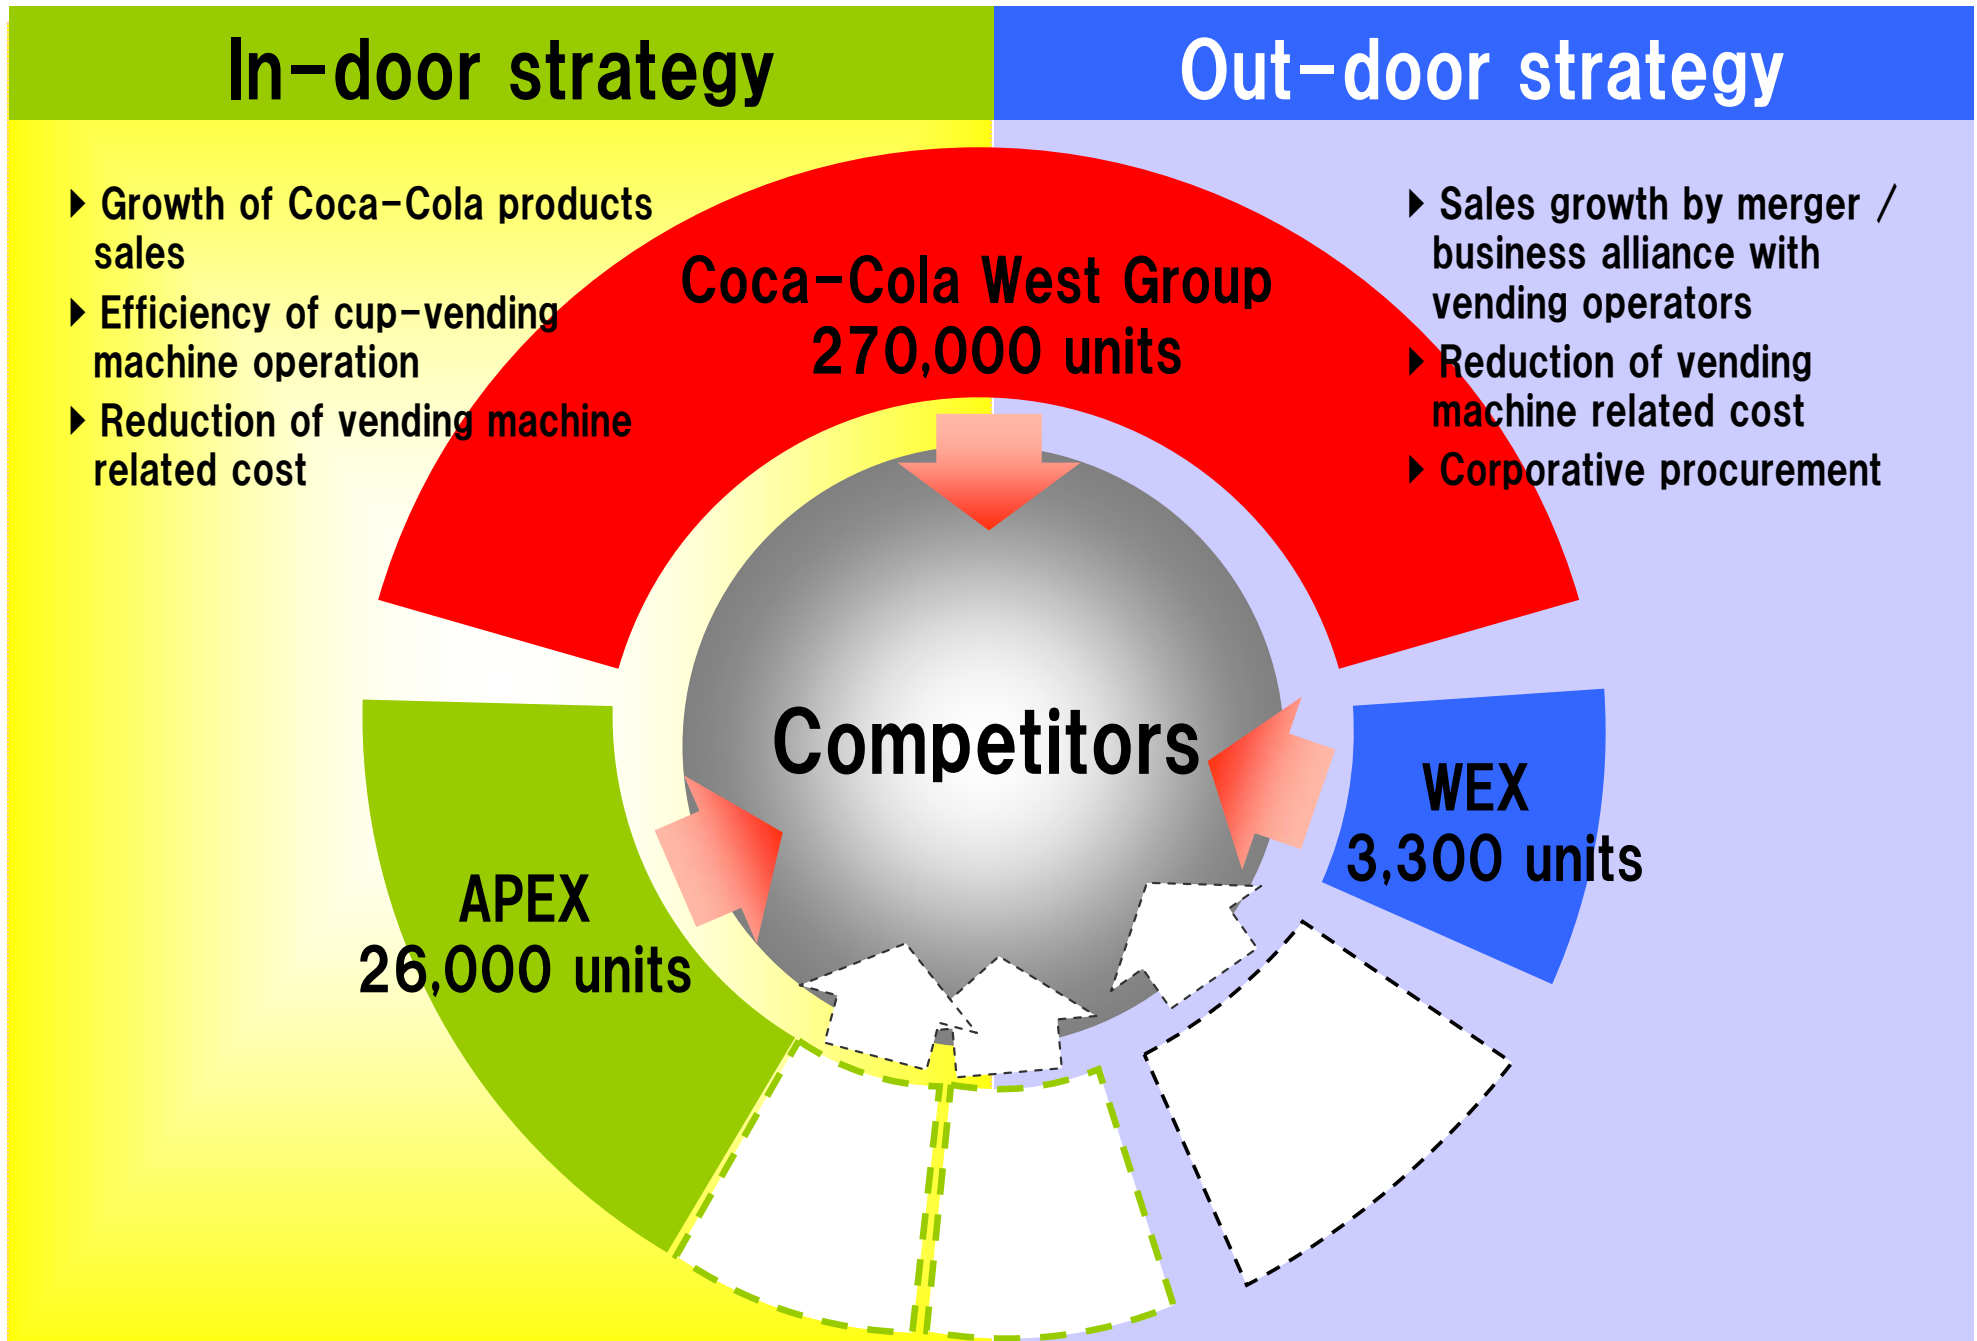 In-door strategy
Out-door strategy
Growth of Coca-Cola products
sales
Efficiency of cup-vending
machine operation
Reduction of vending machine
related cost
Sales growth by merger /
business alliance with
vending operators
Reduction of vending
machine related cost
Corporative procurement
Coca-Cola West Group
270,000 units
Competitors
WEX
3,300 units
APEX
26,000 units